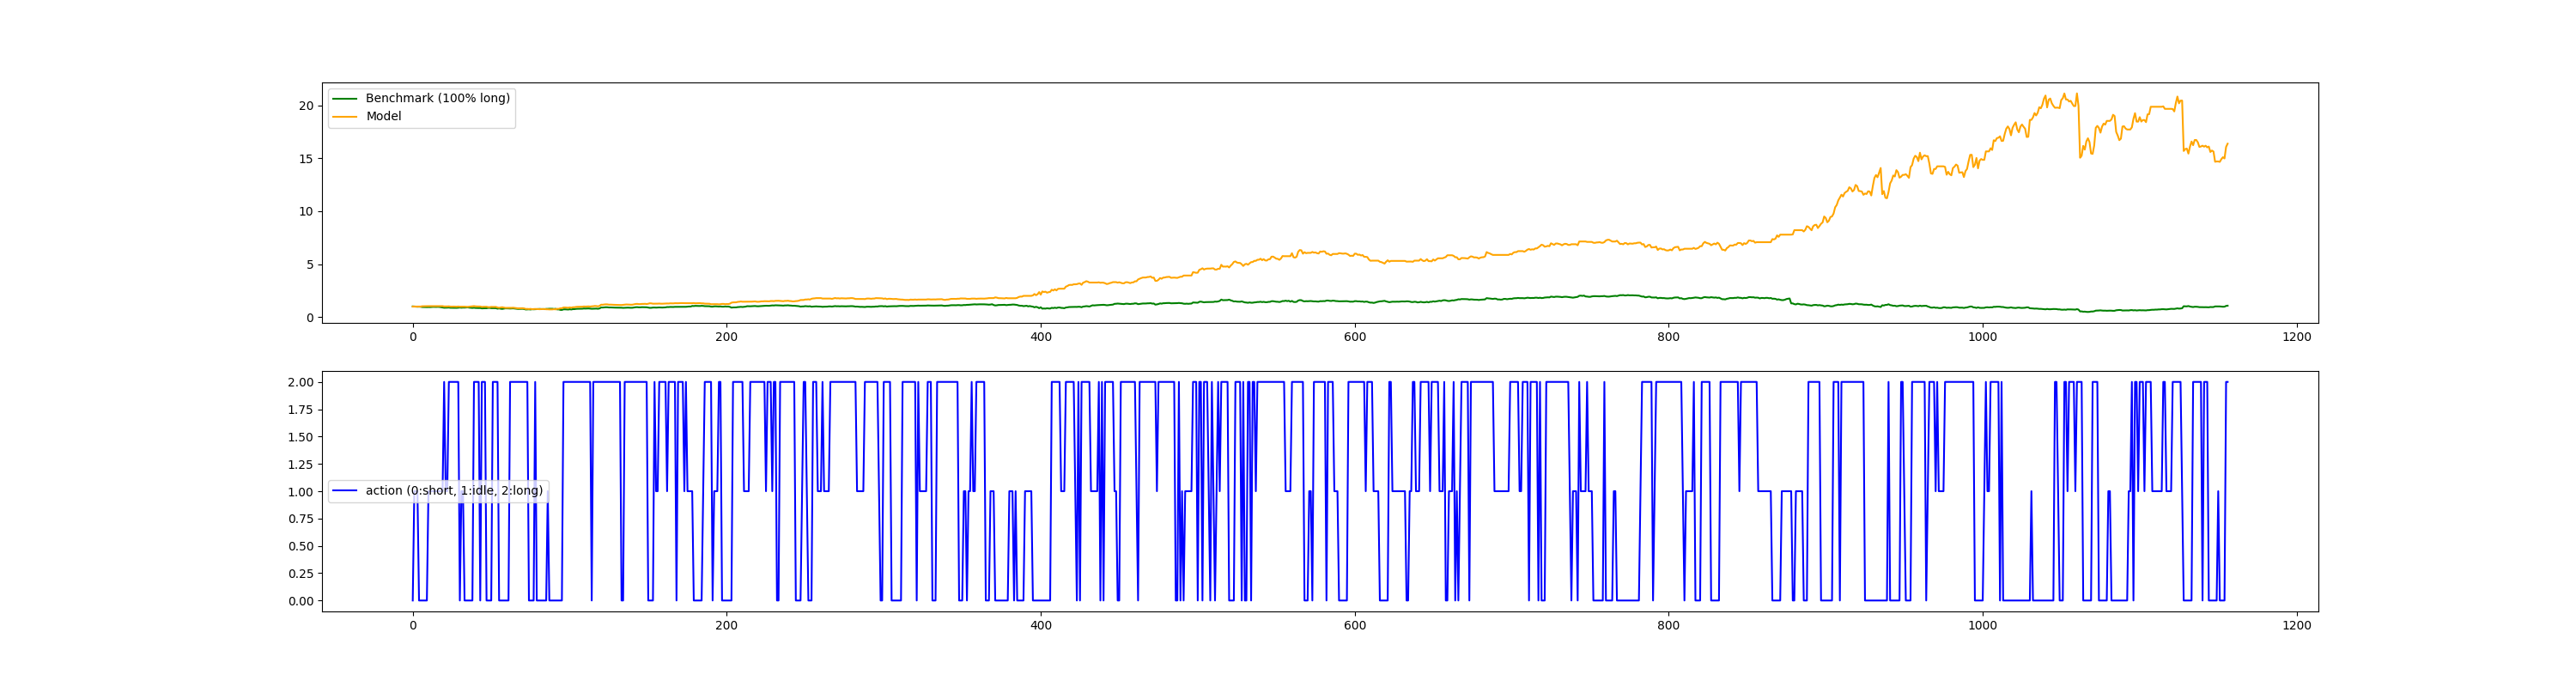 Benchmark (100% long)
Model
20
15
10
5
0
0 200 400 600 800 1000 1200
2.00
1.75
1.50
1.25
1.00
action (0:short, 1:idle, 2:long)
0.75
0.50
0.25
0.00
0 200 400 600 800 1000 1200